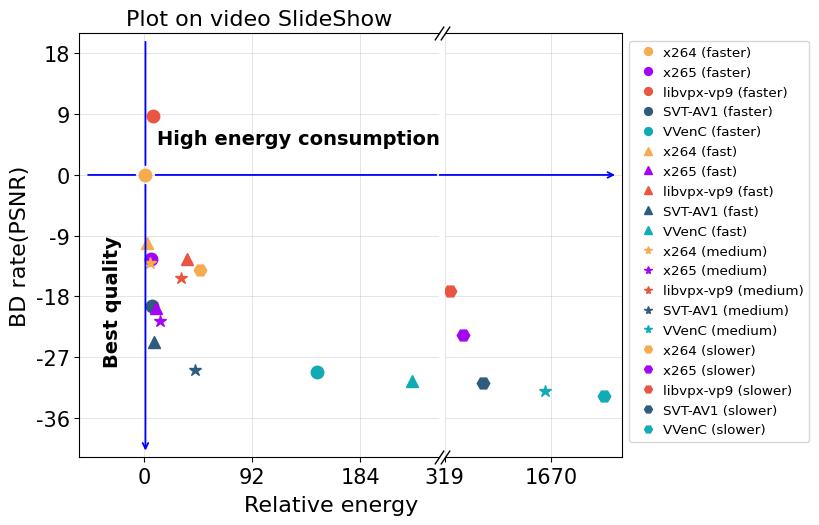 Plot on video SlideShow
18
9
0
-9
-18
-27
-36
BD rate(PSNR)
High energy consumption
Best quality
0
92
184
319
1670
Relative energy
x264 (faster)
x265 (faster)
libvpx-vp9 (faster)
SVT-AV1 (faster)
VVenC (faster)
x264 (fast)
x265 (fast)
libvpx-vp9 (fast)
SVT-AV1 (fast)
VVenC (fast)
x264 (medium)
x265 (medium)
libvpx-vp9 (medium)
SVT-AV1 (medium)
VVenC (medium)
x264 (slower)
x265 (slower)
libvpx-vp9 (slower)
SVT-AV1 (slower)
VVenC (slower)